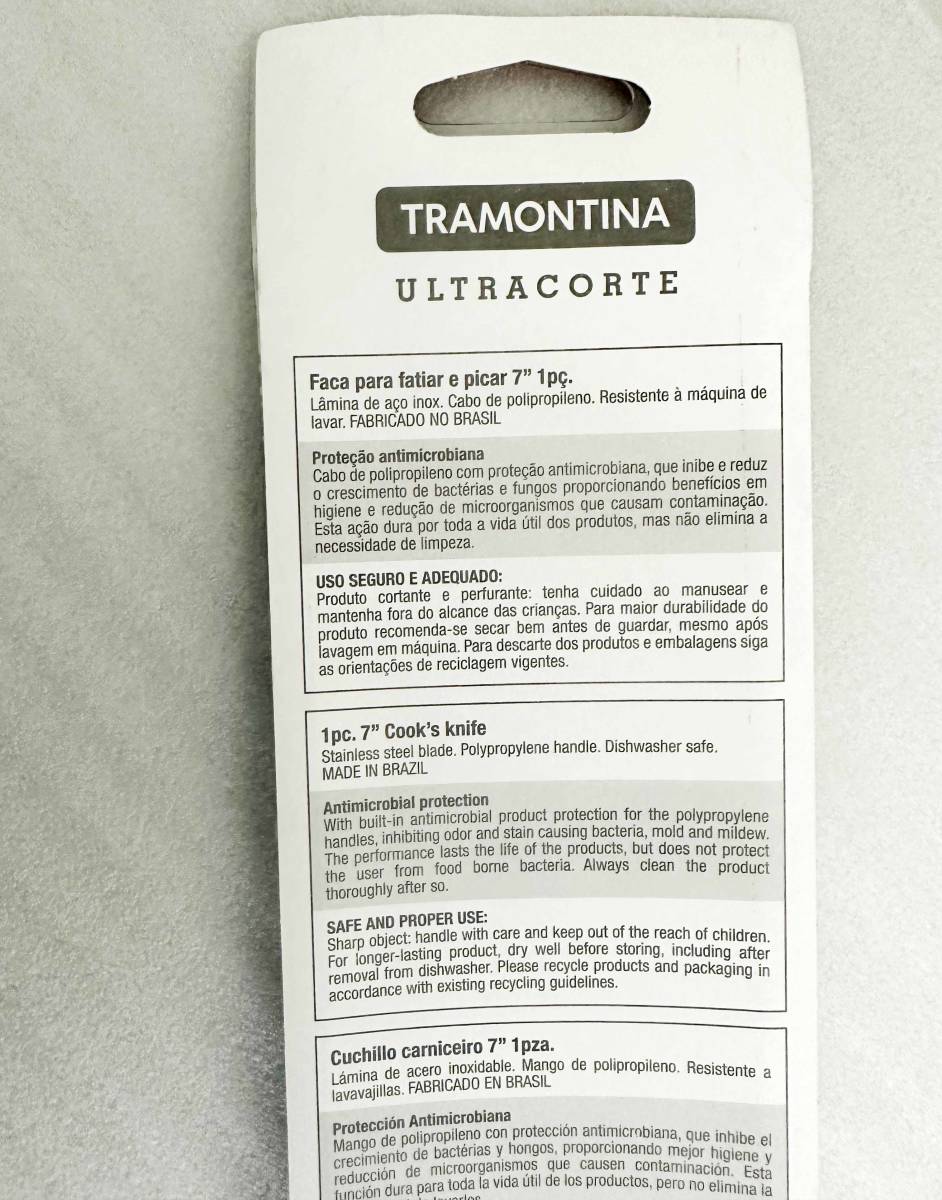 TRAMONTINA
ULTRACORTE
Faca para fatiar e picar 7” 1pç.
Lâmina de aço inox. Cabo de polipropileno. Resistente à máquina de
lavar. FABRICADO NO BRASIL
Proteção antimicrobiana
Cabo de polipropileno com proteção antimicrobiana, que inibe e reduz
o crescimento de bactérias e fungos proporcionando benefícios em
higiene e redução de microorganismos que causam contaminação.
Esta ação dura por toda a vida útil dos produtos, mas não elimina a
necessidade de limpeza.
USO SEGURO E ADEQUADO:
Produto cortante e perfurante: tenha cuidado ao manusear e
mantenha fora do alcance das crianças. Para maior durabilidade do
produto recomenda-se secar bem antes de guardar, mesmo após
lavagem em máquina. Para descarte dos produtos e embalagens siga
as orientações de reciclagem vigentes.
1pc. 7” Cook’s knife
Stainless steel blade. Polypropylene handle. Dishwasher safe.
MADE IN BRAZIL
Antimicrobial protection
With built-in antimicrobial product protection for the polypropylene
handles, inhibiting odor and stain causing bacteria, mold and mildew.
The performance lasts the life of the products, but does not protect
the user from food borne bacteria. Always clean the product
thoroughly after so.
SAFE AND PROPER USE:
Sharp object: handle with care and keep out of the reach of children.
For longer-lasting product, dry well before storing, including after
removal from dishwasher. Please recycle products and packaging in
accordance with existing recycling guidelines.
Cuchillo carniceiro 7” 1pza.
Lámina de acero inoxidable. Mango de polipropileno. Resistente a
lavavajillas. FABRICADO EN BRASIL
Protección Antimicrobiana
Mango de polipropileno con protección antimicrobiana, que inhibe el
crecimiento de bactérias y hongos, proporcionando mejor higiene y
reducción de microorganismos que causen contaminación. Esta
función dura para toda la vida útil de los productos, pero no elimina la